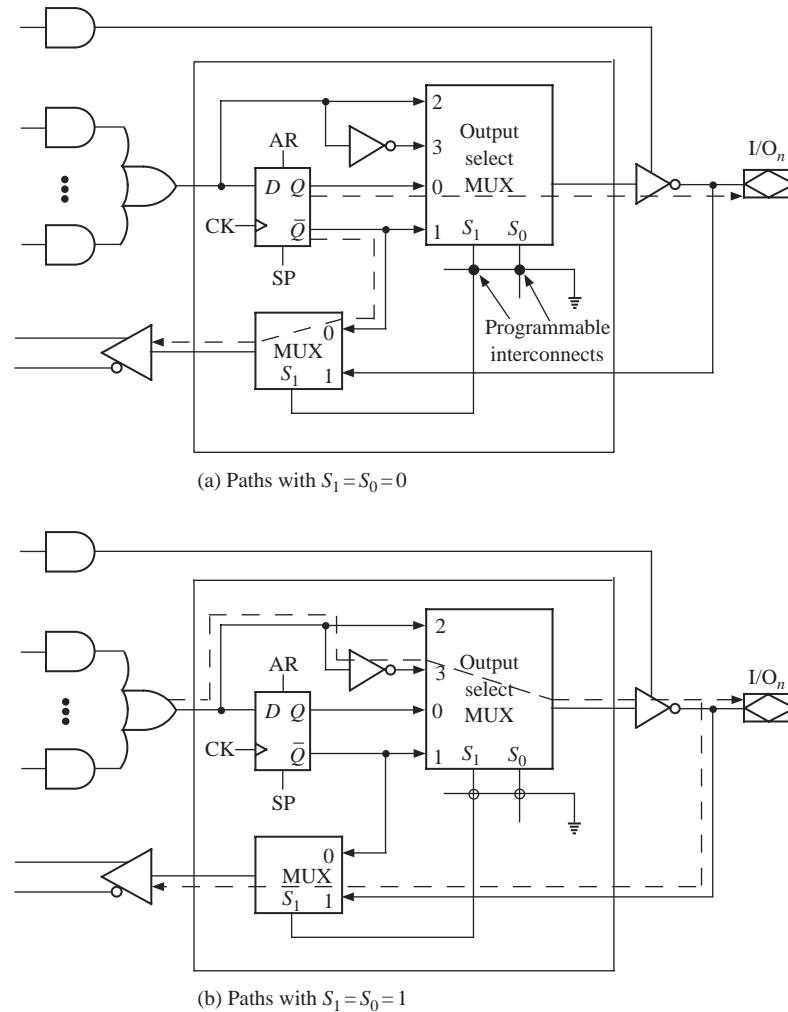 2
Output
select
MUX
AR
3
I/Oₙ
D Q
0
CK
Q̄
1
S₁ S₀
SP
Programmable
interconnects
0
MUX
S₁ 1
(a) Paths with S₁ = S₀ = 0
2
Output
select
MUX
AR
3
I/Oₙ
D Q
0
CK
Q̄
1
S₁ S₀
SP
0
MUX
S₁ 1
(b) Paths with S₁ = S₀ = 1